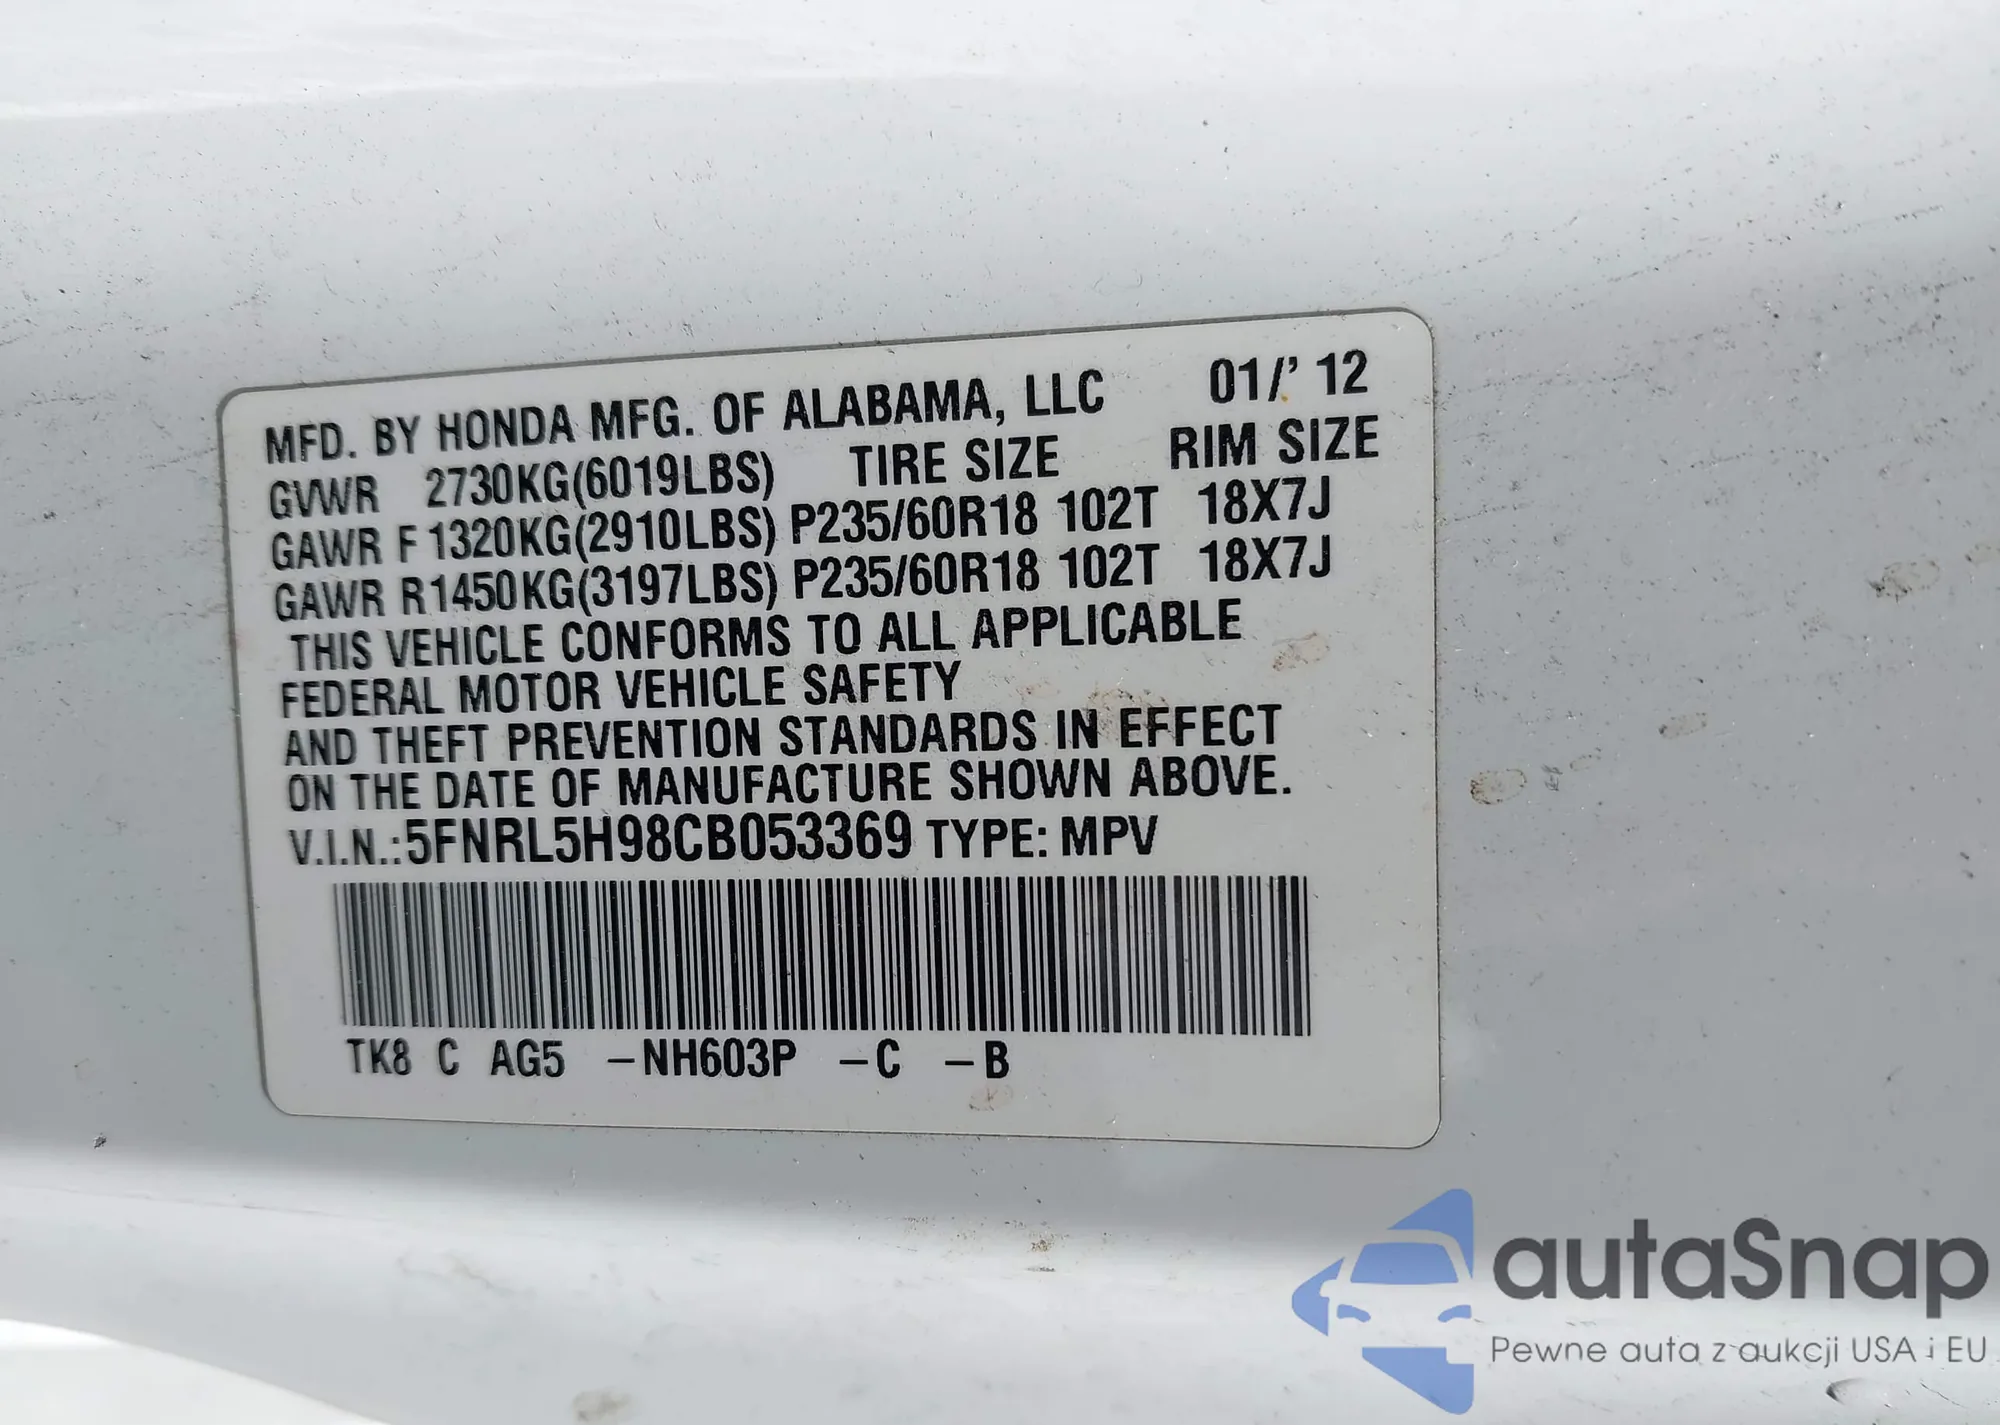 MFD. BY HONDA MFG. OF ALABAMA, LLC 01/' 12
GVWR 2730KG(6019LBS) TIRE SIZE RIM SIZE
GAWR F 1320KG(2910LBS) P235/60R18 102T 18X7J
GAWR R1450KG(3197LBS) P235/60R18 102T 18X7J
THIS VEHICLE CONFORMS TO ALL APPLICABLE
FEDERAL MOTOR VEHICLE SAFETY
AND THEFT PREVENTION STANDARDS IN EFFECT
ON THE DATE OF MANUFACTURE SHOWN ABOVE.
V.I.N.:5FNRL5H98CB053369 TYPE: MPV
TK8 C AG5 –NH603P –C –B
autaSnap
Pewne auta z aukcji USA i EU